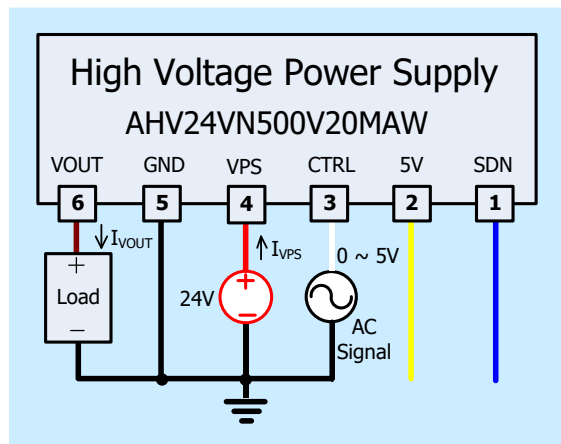 High Voltage Power Supply
AHV24VN500V20MAW
VOUT GND VPS CTRL 5V SDN
6 5 4 3 2 1
IVOUT IVPS 0 ~ 5V
+ +
Load 24V
− −
AC
Signal